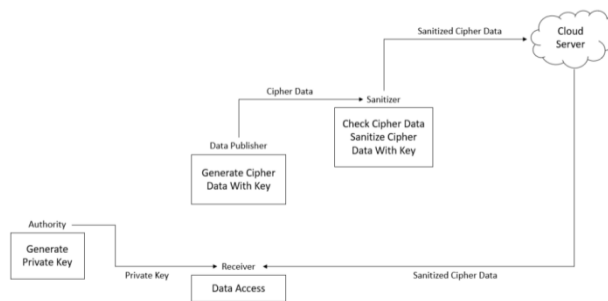 Sanitized Cipher Data
Cloud
Server
Cipher Data
Sanitizer
Check Cipher Data
Sanitize Cipher
Data With Key
Data Publisher
Generate Cipher
Data With Key
Authority
Generate
Private Key
Private Key
Receiver
Sanitized Cipher Data
Data Access